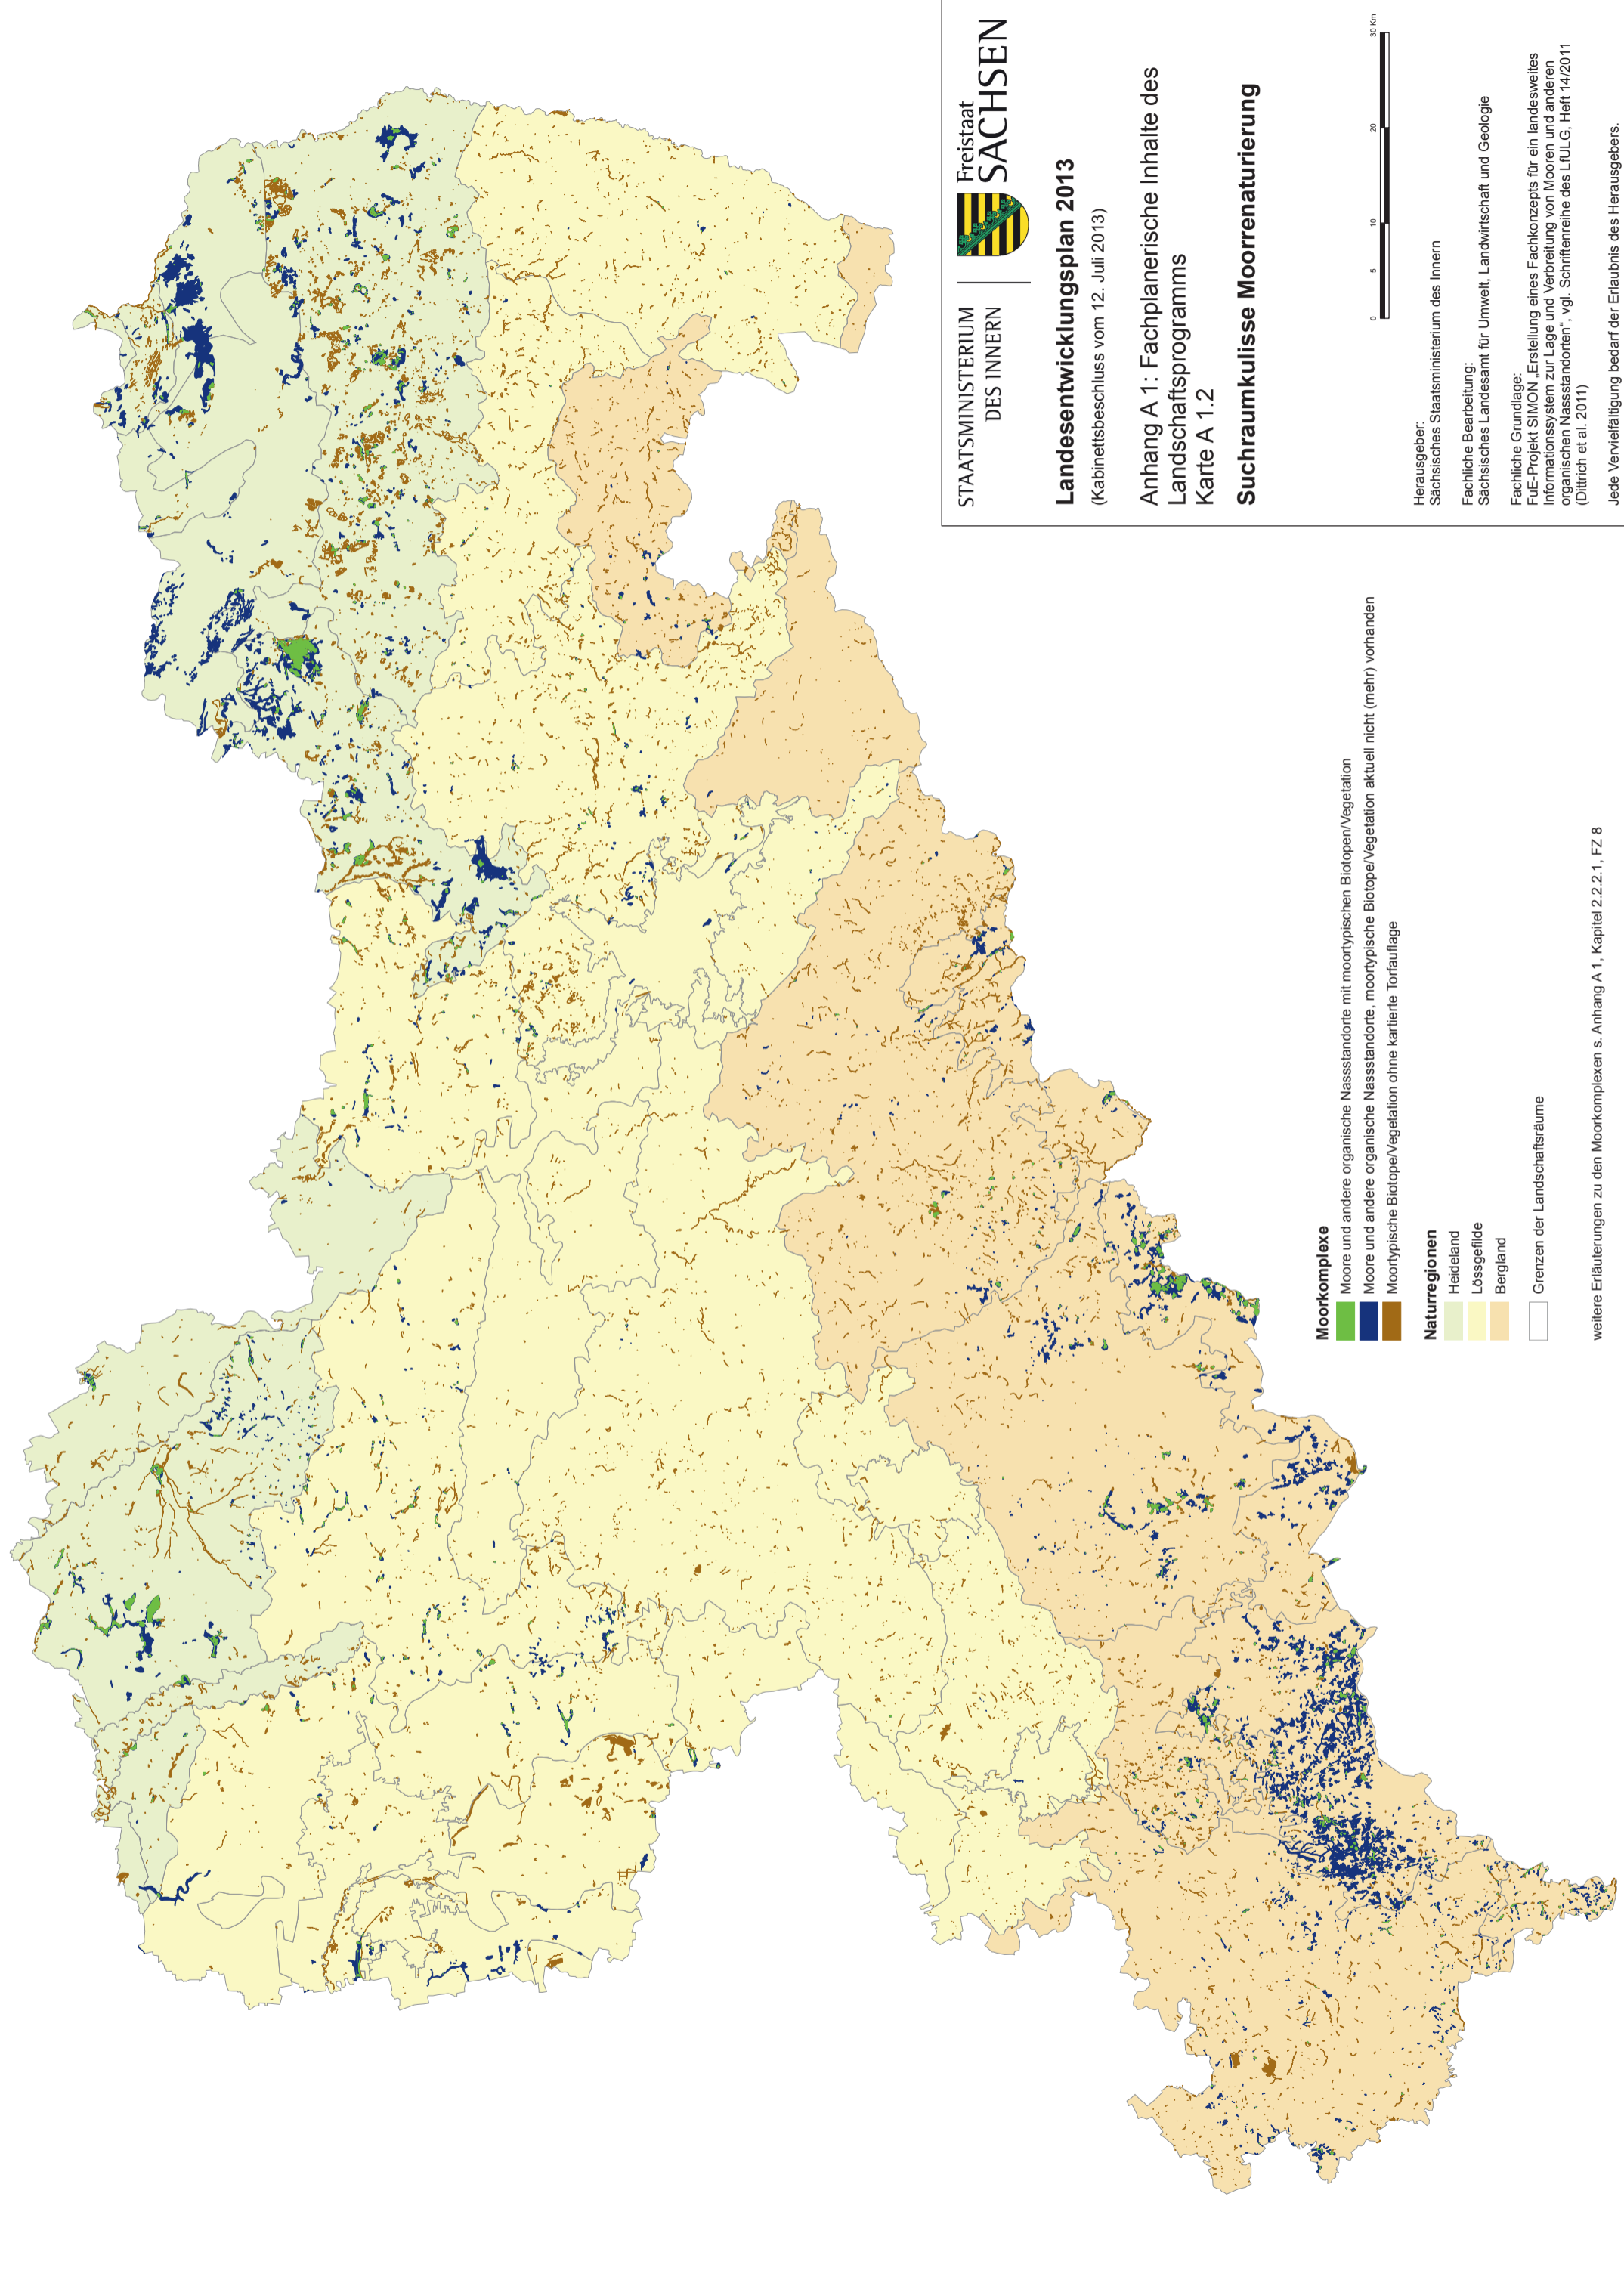 STAATSMINISTERIUM
DES INNERN
Freistaat
SACHSEN
Landesentwicklungsplan 2013
(Kabinettsbeschluss vom 12. Juli 2013)
Anhang A 1: Fachplanerische Inhalte des
Landschaftsprogramms
Karte A 1.2
Suchraumkulisse Moorrenaturierung
0 5 10 20 30 Km
Herausgeber:
Sächsisches Staatsministerium des Innern
Fachliche Bearbeitung:
Sächsisches Landesamt für Umwelt, Landwirtschaft und Geologie
Fachliche Grundlage:
FuE-Projekt SIMON „Erstellung eines Fachkonzepts für ein landesweites
Informationssystem zur Lage und Verbreitung von Mooren und anderen
organischen Nassstandorten“, vgl. Schriftenreihe des LfULG, Heft 14/2011
(Dittrich et al. 2011)
Jede Vervielfältigung bedarf der Erlaubnis des Herausgebers.
Moorkomplexe
Moore und andere organische Nassstandorte mit moortypischen Biotopen/Vegetation
Moore und andere organische Nassstandorte, moortypische Biotope/Vegetation aktuell nicht (mehr) vorhanden
Moortypische Biotope/Vegetation ohne kartierte Torfauflage
Naturregionen
Heideland
Lössgefilde
Bergland
Grenzen der Landschaftsräume
weitere Erläuterungen zu den Moorkomplexen s. Anhang A 1, Kapitel 2.2.2.1, FZ 8